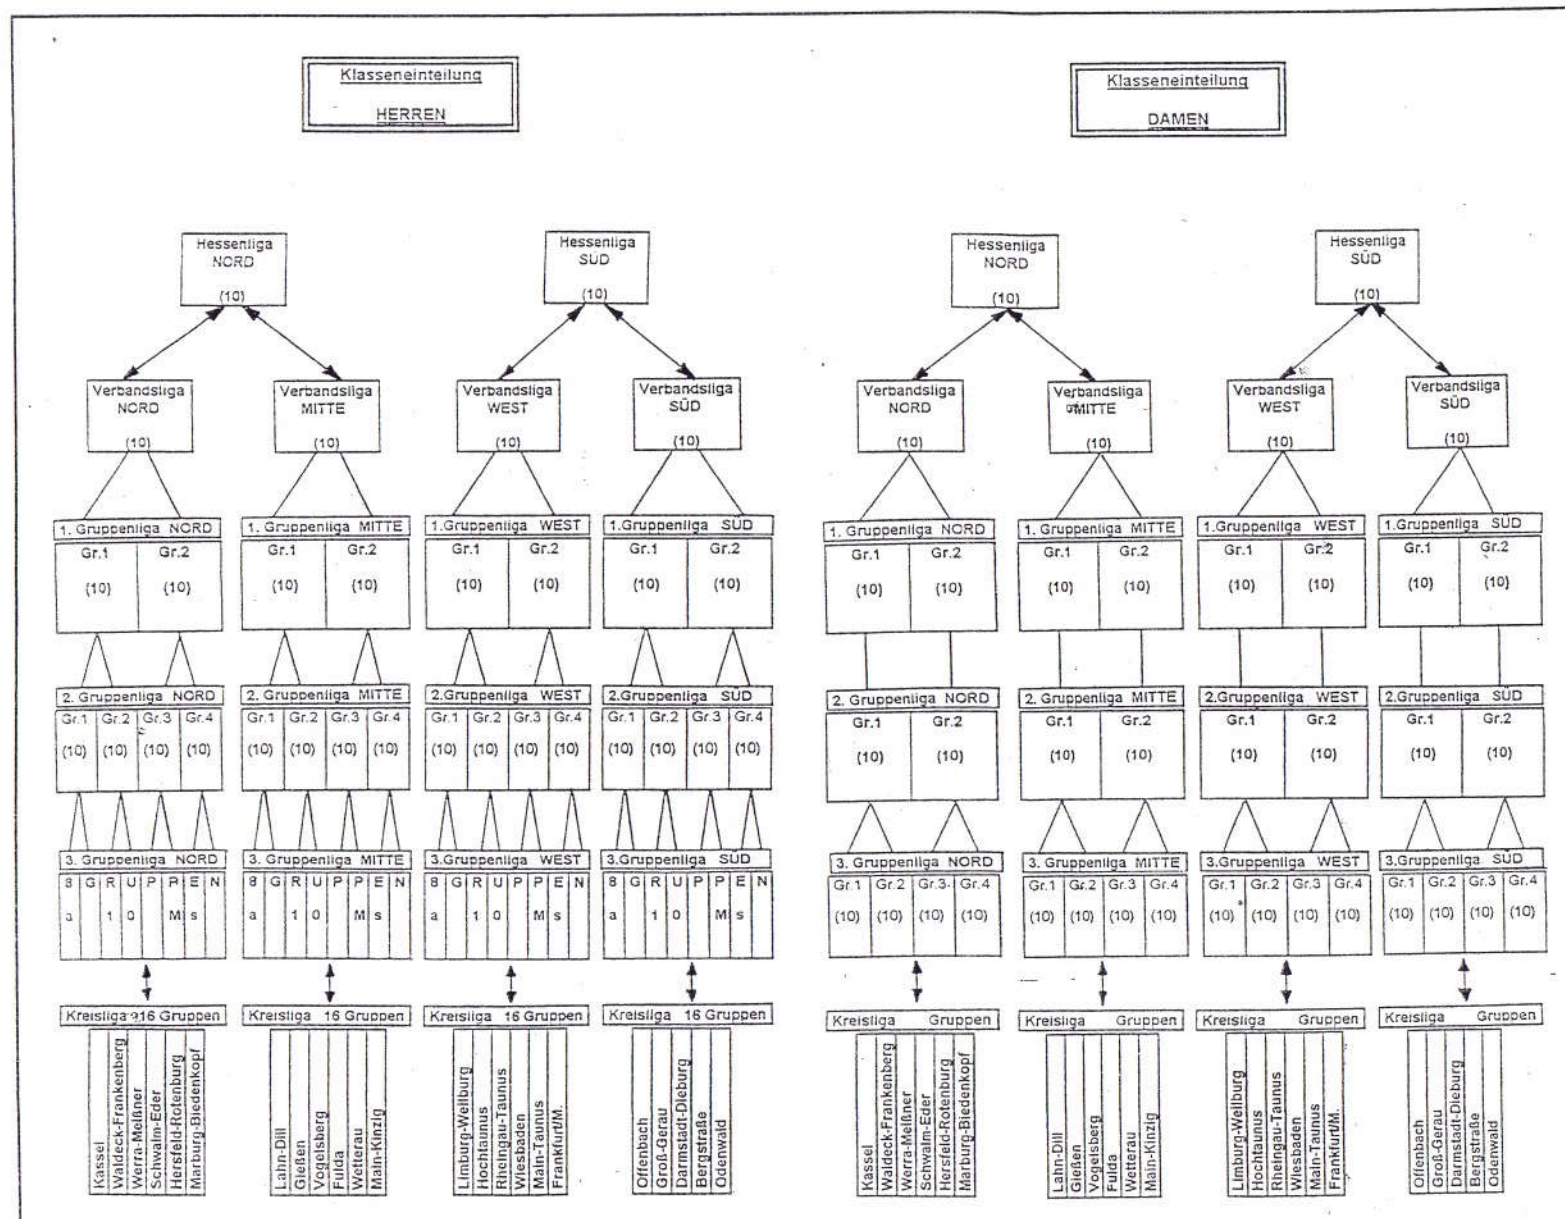 Klasseneinteilung
HERREN
Klasseneinteilung
DAMEN
Hessenliga
NORD
(10)
Hessenliga
SÜD
(10)
Hessenliga
NORD
(10)
Hessenliga
SÜD
(10)
Verbandsliga
NORD
(10)
Verbandsliga
MITTE
(10)
Verbandsliga
WEST
(10)
Verbandsliga
SÜD
(10)
Verbandsliga
NORD
(10)
Verbandsliga
MITTE
(10)
Verbandsliga
WEST
(10)
Verbandsliga
SÜD
(10)
1. Gruppenliga NORD
Gr.1 Gr.2
(10) (10)
1. Gruppenliga MITTE
Gr.1 Gr.2
(10) (10)
1.Gruppenliga WEST
Gr.1 Gr.2
(10) (10)
1.Gruppenliga SÜD
Gr.1 Gr.2
(10) (10)
1. Gruppenliga NORD
Gr.1 Gr.2
(10) (10)
1. Gruppenliga MITTE
Gr.1 Gr.2
(10) (10)
1.Gruppenliga WEST
Gr.1 Gr.2
(10) (10)
1.Gruppenliga SÜD
Gr.1 Gr.2
(10) (10)
2. Gruppenliga NORD
Gr.1 Gr.2 Gr.3 Gr.4
(10) (10) (10) (10)
2. Gruppenliga MITTE
Gr.1 Gr.2 Gr.3 Gr.4
(10) (10) (10) (10)
2.Gruppenliga WEST
Gr.1 Gr.2 Gr.3 Gr.4
(10) (10) (10) (10)
2.Gruppenliga SÜD
Gr.1 Gr.2 Gr.3 Gr.4
(10) (10) (10) (10)
2. Gruppenliga NORD
Gr.1 Gr.2
(10) (10)
2. Gruppenliga MITTE
Gr.1 Gr.2
(10) (10)
2.Gruppenliga WEST
Gr.1 Gr.2
(10) (10)
2.Gruppenliga SÜD
Gr.1 Gr.2
(10) (10)
3. Gruppenliga NORD
8 G R U P P E N
a 1 0 M s
3. Gruppenliga MITTE
8 G R U P P E N
a 1 0 M s
3.Gruppenliga WEST
8 G R U P P E N
a 1 0 M s
3.Gruppenliga SÜD
8 G R U P P E N
a 1 0 M s
3. Gruppenliga NORD
Gr.1 Gr.2 Gr.3 Gr.4
(10) (10) (10) (10)
3. Gruppenliga MITTE
Gr.1 Gr.2 Gr.3 Gr.4
(10) (10) (10) (10)
3.Gruppenliga WEST
Gr.1 Gr.2 Gr.3 Gr.4
(10) (10) (10) (10)
3.Gruppenliga SÜD
Gr.1 Gr.2 Gr.3 Gr.4
(10) (10) (10) (10)
Kreisliga 16 Gruppen
Kassel
Waldeck-Frankenberg
Werra-Meißner
Schwalm-Eder
Hersfeld-Rotenburg
Marburg-Biedenkopf
Kreisliga 16 Gruppen
Lahn-Dill
Gießen
Vogelsberg
Fulda
Wetterau
Main-Kinzig
Kreisliga 16 Gruppen
Limburg-Weilburg
Hochtaunus
Rheingau-Taunus
Wiesbaden
Main-Taunus
Frankfurt/M.
Kreisliga 16 Gruppen
Offenbach
Groß-Gerau
Darmstadt-Dieburg
Bergstraße
Odenwald
Kreisliga Gruppen
Kassel
Waldeck-Frankenberg
Werra-Meißner
Schwalm-Eder
Hersfeld-Rotenburg
Marburg-Biedenkopf
Kreisliga Gruppen
Lahn-Dill
Gießen
Vogelsberg
Fulda
Wetterau
Main-Kinzig
Kreisliga Gruppen
Limburg-Weilburg
Hochtaunus
Rheingau-Taunus
Wiesbaden
Main-Taunus
Frankfurt/M.
Kreisliga Gruppen
Offenbach
Groß-Gerau
Darmstadt-Dieburg
Bergstraße
Odenwald